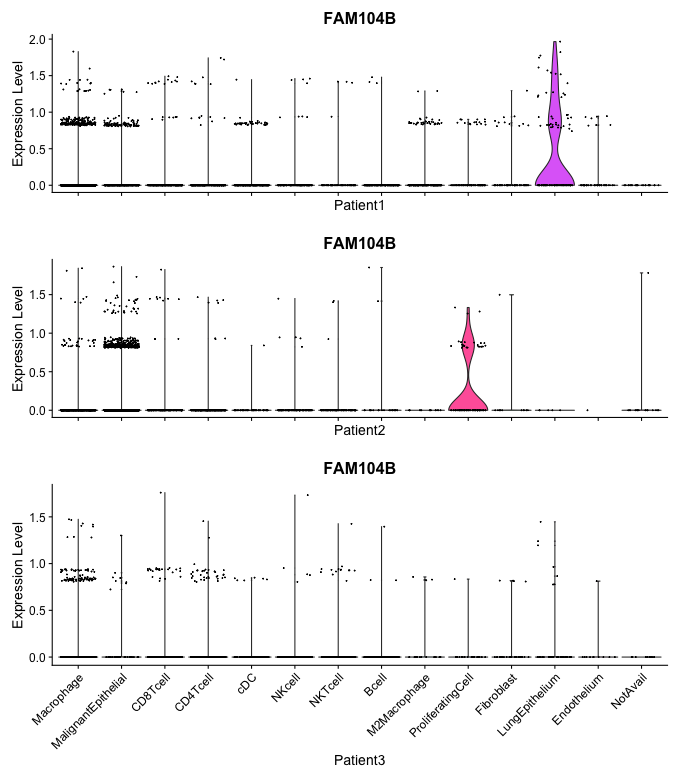 FAM104B
Expression Level
2.0
1.5
1.0
0.5
0.0
Patient1
FAM104B
Expression Level
1.5
1.0
0.5
0.0
Patient2
FAM104B
Expression Level
1.5
1.0
0.5
0.0
Macrophage
MalignantEpithelial
CD8Tcell
CD4Tcell
cDC
NKcell
NKTcell
Bcell
M2Macrophage
ProliferatingCell
Fibroblast
LungEpithelium
Endothelium
NotAvail
Patient3